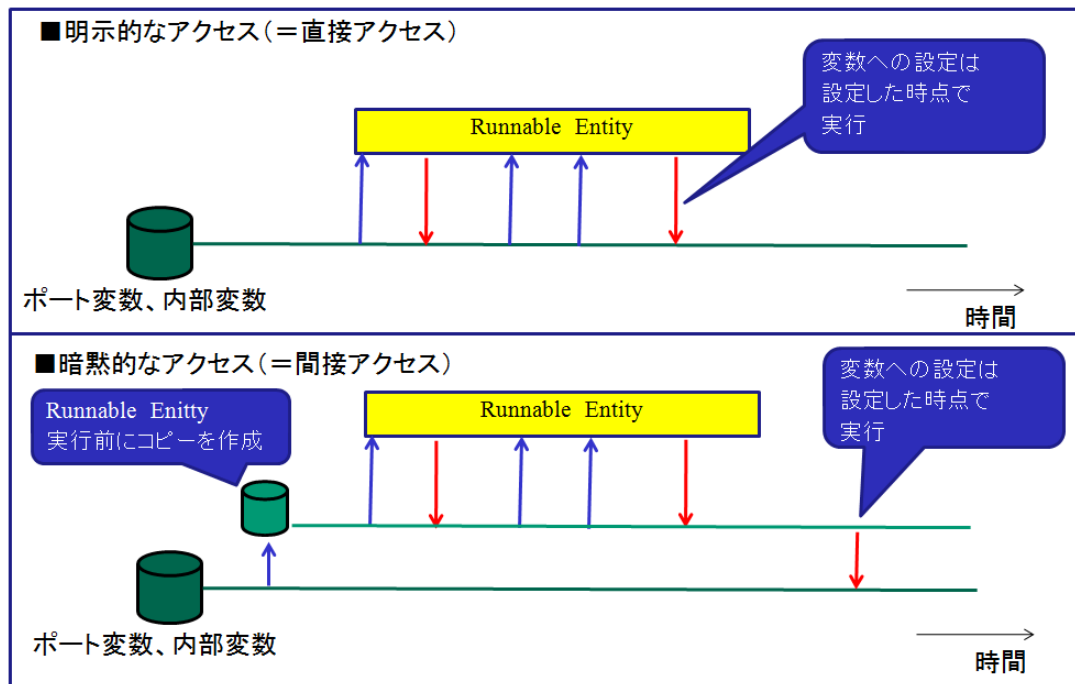 ■明示的なアクセス(=直接アクセス)
変数への設定は
設定した時点で
実行
Runnable Entity
ポート変数、内部変数
時間
■暗黙的なアクセス(=間接アクセス)
変数への設定は
設定した時点で
実行
Runnable Enitty
実行前にコピーを作成
Runnable Entity
ポート変数、内部変数
時間